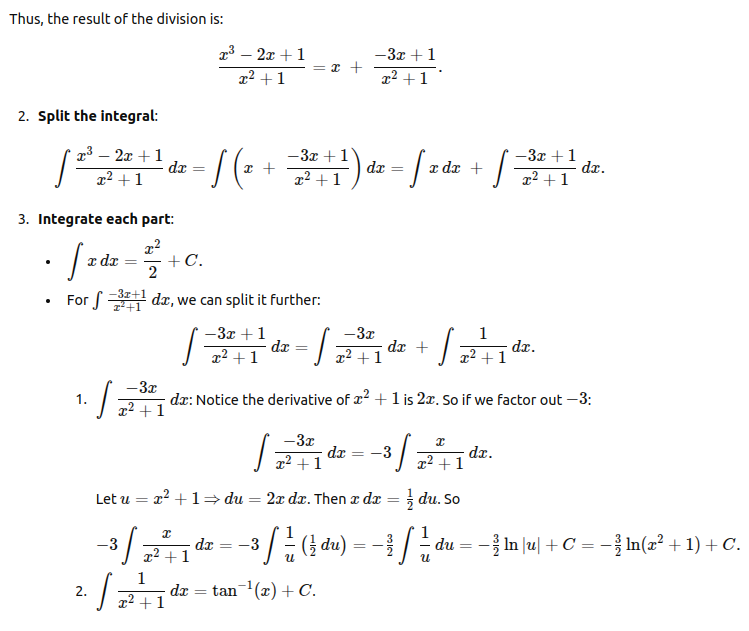 Thus, the result of the division is:
\frac{x^3 - 2x + 1}{x^2 + 1} = x + \frac{-3x + 1}{x^2 + 1}.
2. Split the integral:
\int \frac{x^3 - 2x + 1}{x^2 + 1} dx = \int \left( x + \frac{-3x + 1}{x^2 + 1} \right) dx = \int x \, dx + \int \frac{-3x + 1}{x^2 + 1} dx.
3. Integrate each part:
• \int x \, dx = \frac{x^2}{2} + C.
• For \int \frac{-3x+1}{x^2+1} dx, we can split it further:
\int \frac{-3x + 1}{x^2 + 1} dx = \int \frac{-3x}{x^2 + 1} dx + \int \frac{1}{x^2 + 1} dx.
1. \int \frac{-3x}{x^2 + 1} dx: Notice the derivative of x^2 + 1 is 2x. So if we factor out −3:
\int \frac{-3x}{x^2 + 1} dx = -3 \int \frac{x}{x^2 + 1} dx.
Let u = x^2 + 1 ⇒ du = 2x dx. Then x dx = \frac{1}{2} du. So
-3 \int \frac{x}{x^2 + 1} dx = -3 \int \frac{1}{u} \left( \frac{1}{2} du \right) = -\frac{3}{2} \int \frac{1}{u} du = -\frac{3}{2} \ln |u| + C = -\frac{3}{2} \ln(x^2 + 1) + C.
2. \int \frac{1}{x^2 + 1} dx = \tan^{-1}(x) + C.